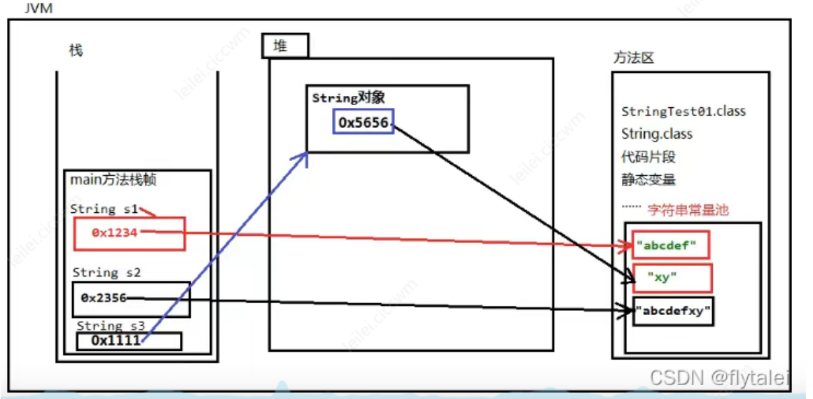 JVM
栈
堆
方法区
String对象
0x5656
StringTest01.class
String.class
代码片段
静态变量
...... 字符串常量池
main方法栈帧
String s1
0x1234
String s2
0x2356
String s3
0x1111
"abcdef"
"xy"
"abcdefxy"
CSDN @flytalei